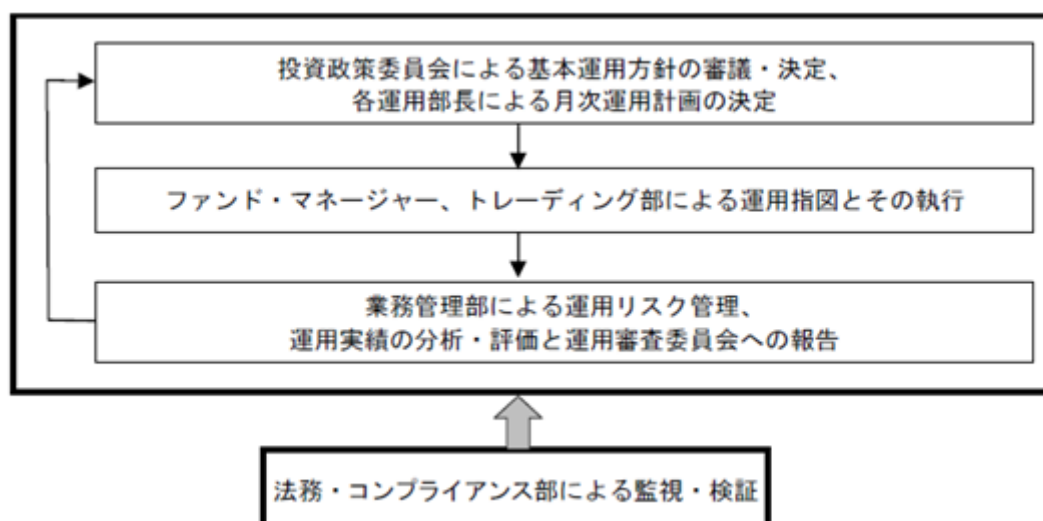 投資政策委員会による基本運用方針の審議・決定、
各運用部長による月次運用計画の決定
ファンド・マネージャー、トレーディング部による運用指図とその執行
業務管理部による運用リスク管理、
運用実績の分析・評価と運用審査委員会への報告
法務・コンプライアンス部による監視・検証